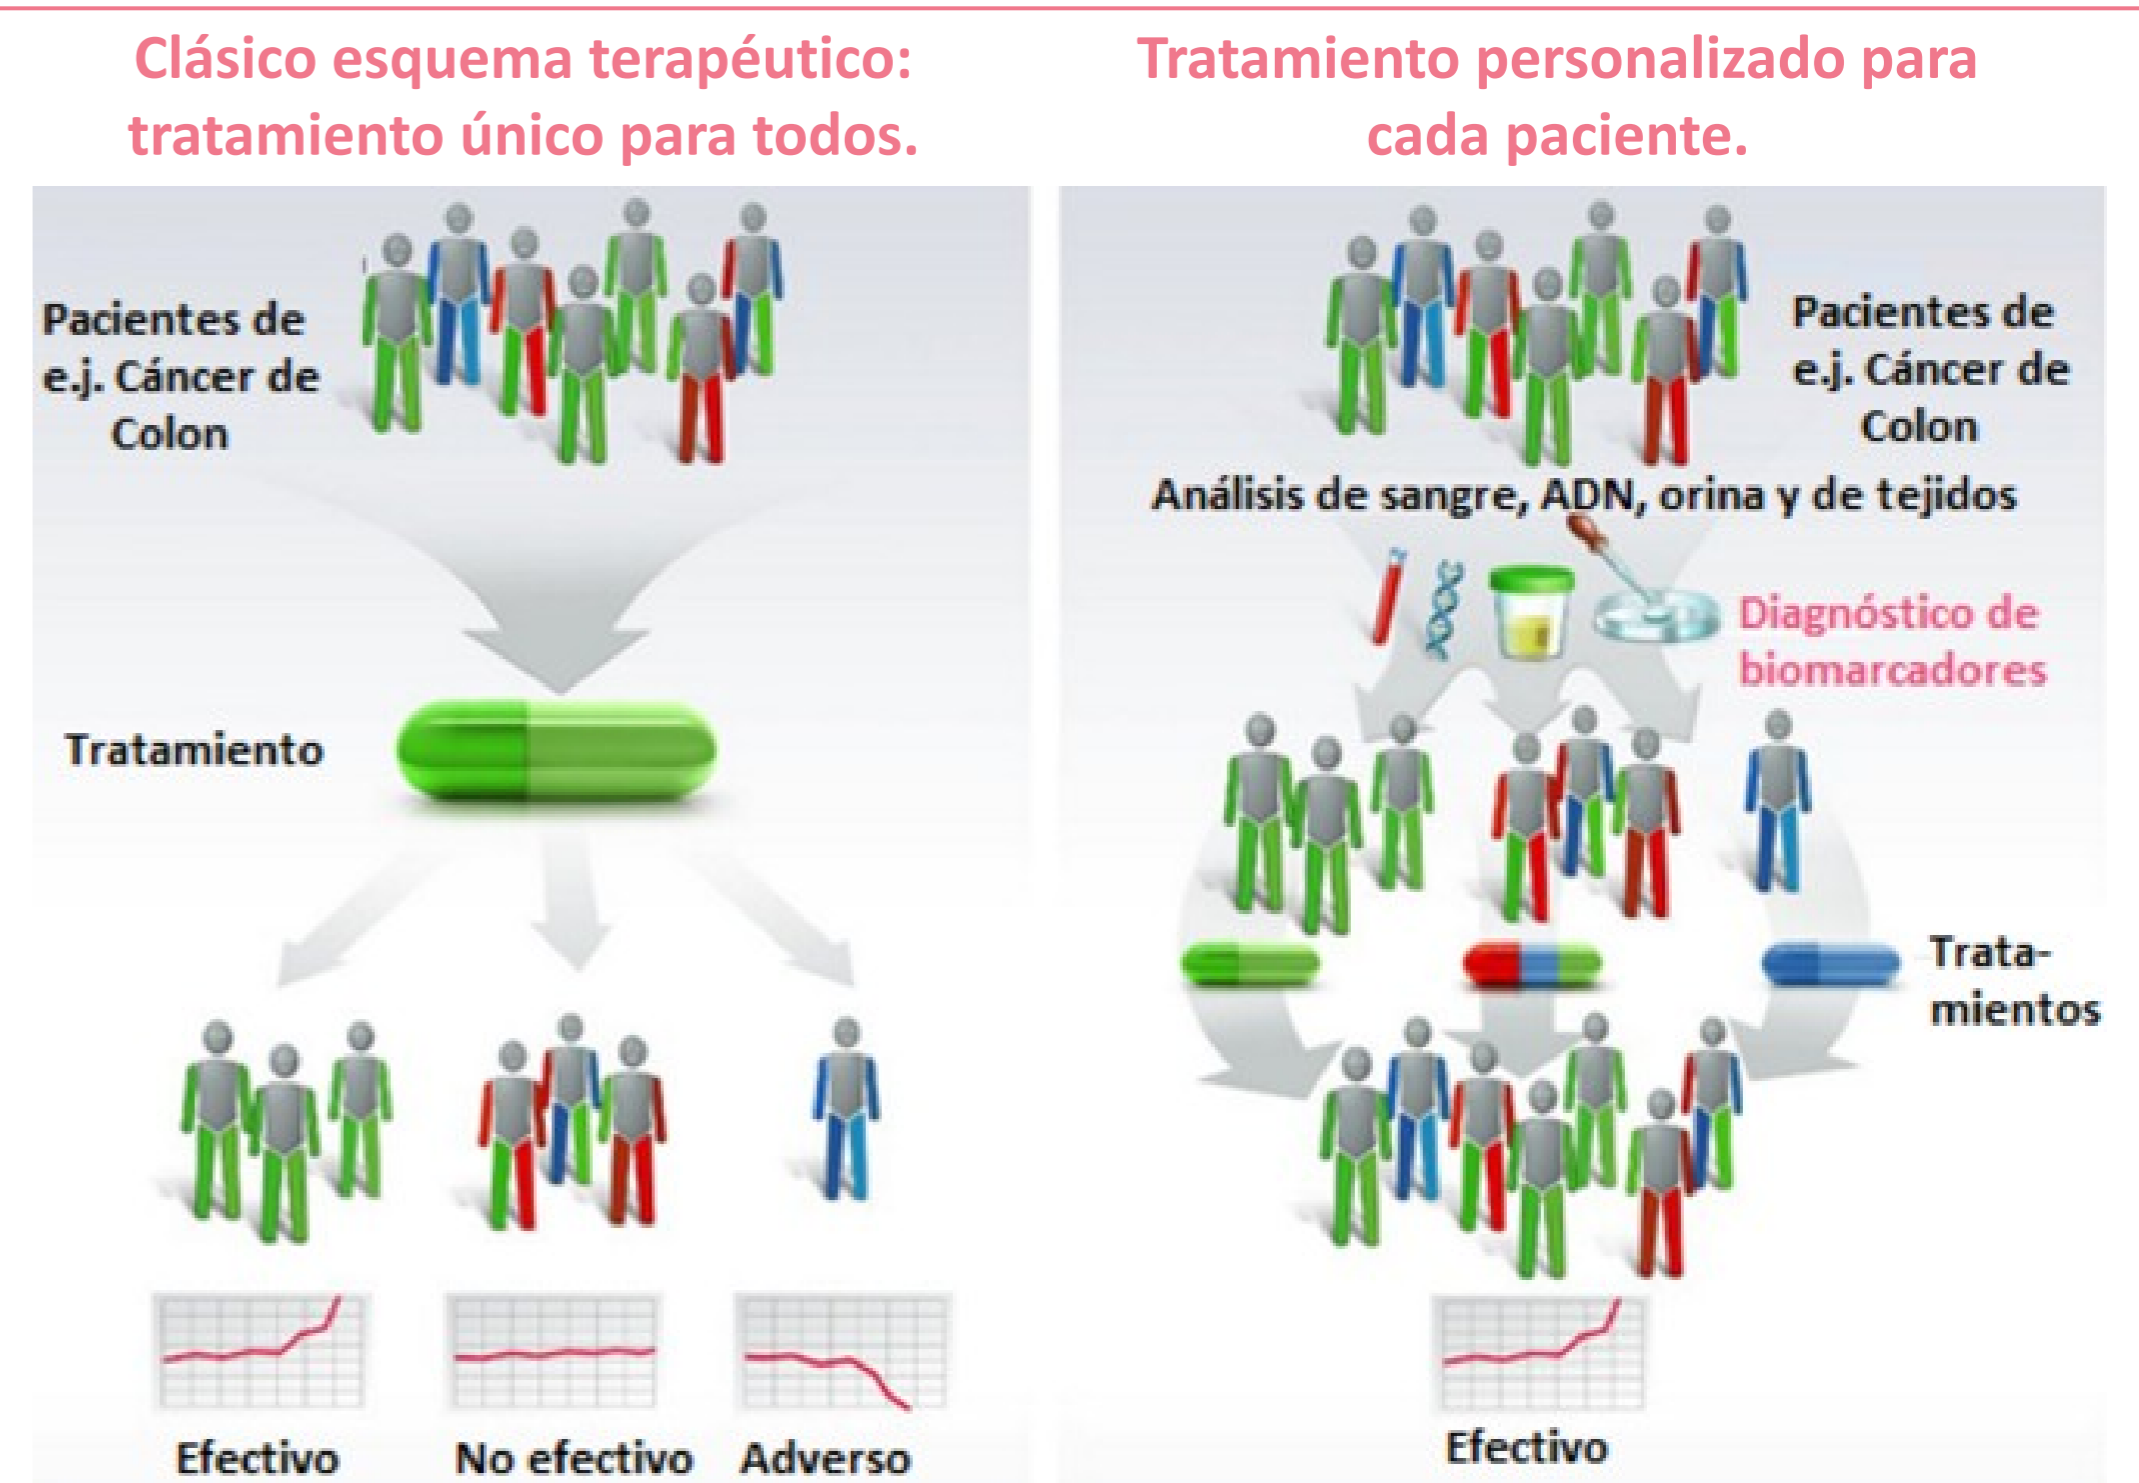 Clásico esquema terapéutico:
tratamiento único para todos.
Pacientes de
e.j. Cáncer de
Colon
Tratamiento
Efectivo
No efectivo
Adverso
Tratamiento personalizado para
cada paciente.
Pacientes de
e.j. Cáncer de
Colon
Análisis de sangre, ADN, orina y de tejidos
Diagnóstico de
biomarcadores
Trata-
mientos
Efectivo